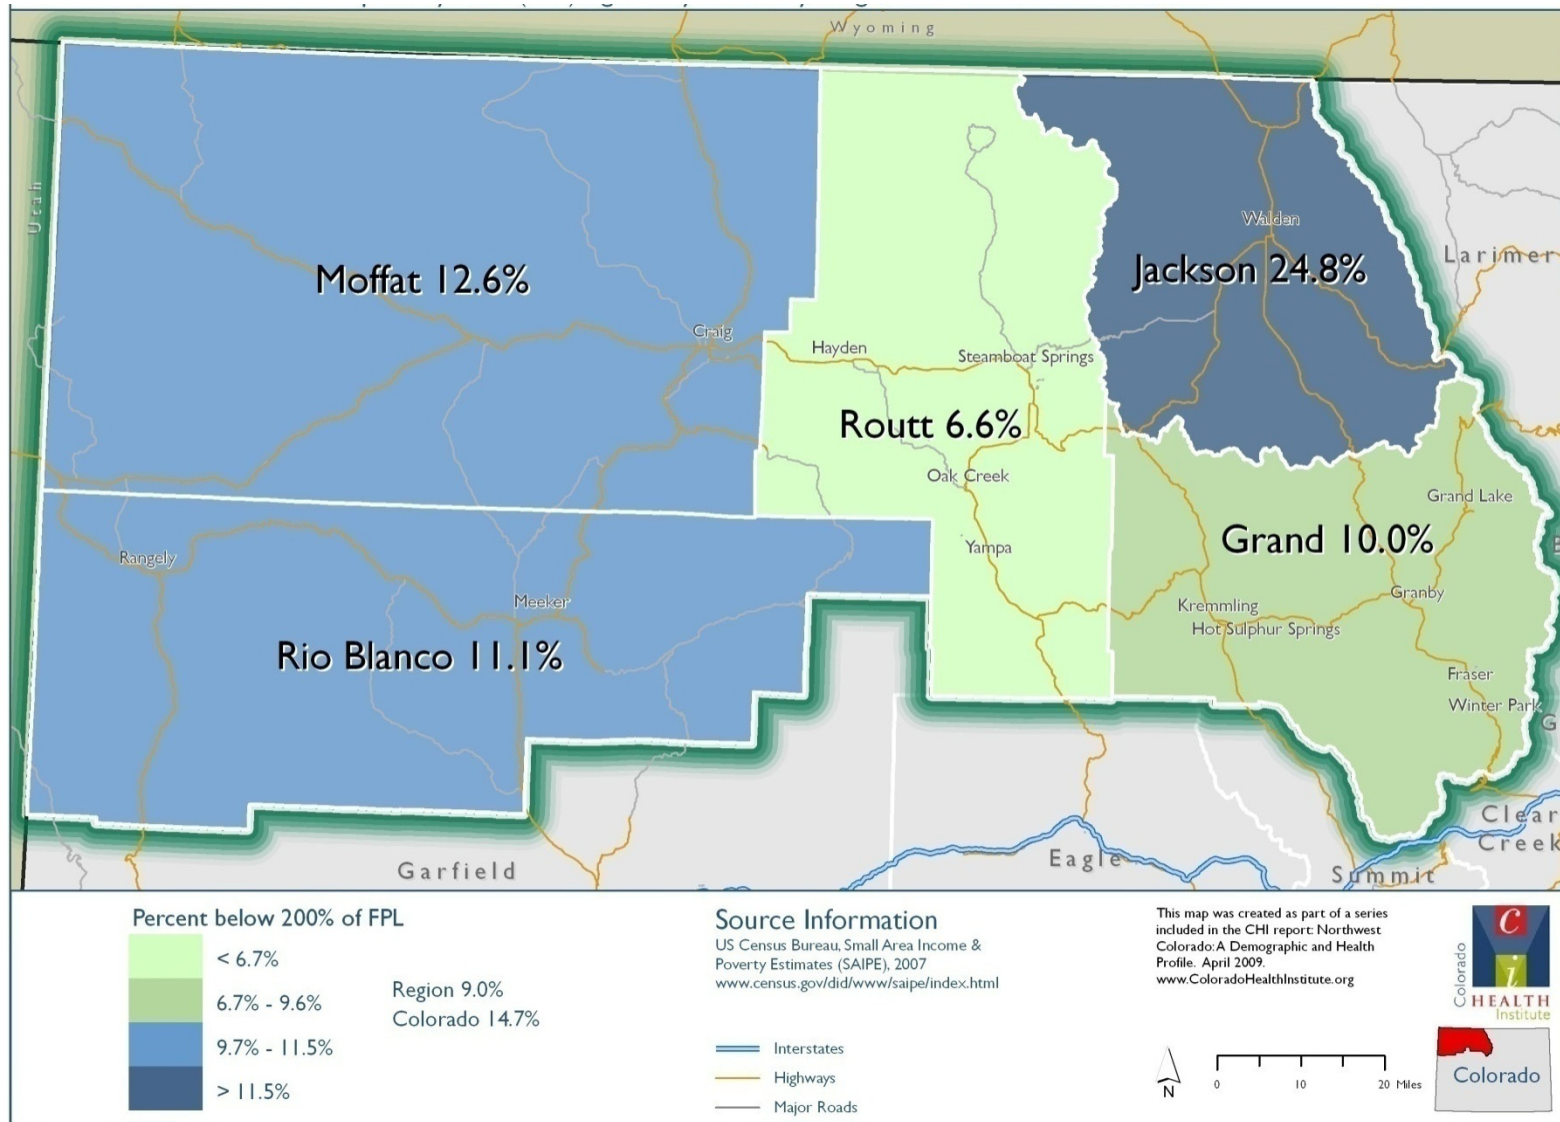 Wyoming
Utah
Walden
Larimer
Moffat 12.6%
Jackson 24.8%
Craig
Hayden
Steamboat Springs
Routt 6.6%
Oak Creek
Grand Lake
Yampa
Grand 10.0%
Rangely
Meeker
Granby
Kremmling
Hot Sulphur Springs
Rio Blanco 11.1%
Fraser
Winter Park
G
Clear
Creek
Garfield
Eagle
Summit
Percent below 200% of FPL
< 6.7%
6.7% - 9.6%
9.7% - 11.5%
> 11.5%
Region 9.0%
Colorado 14.7%
Source Information
US Census Bureau, Small Area Income &
Poverty Estimates (SAIPE), 2007
www.census.gov/did/www/saipe/index.html
Interstates
Highways
Major Roads
This map was created as part of a series
included in the CHI report: Northwest
Colorado: A Demographic and Health
Profile. April 2009.
www.ColoradoHealthInstitute.org
N
0 10 20 Miles
c
i
Colorado
HEALTH
Institute
Colorado